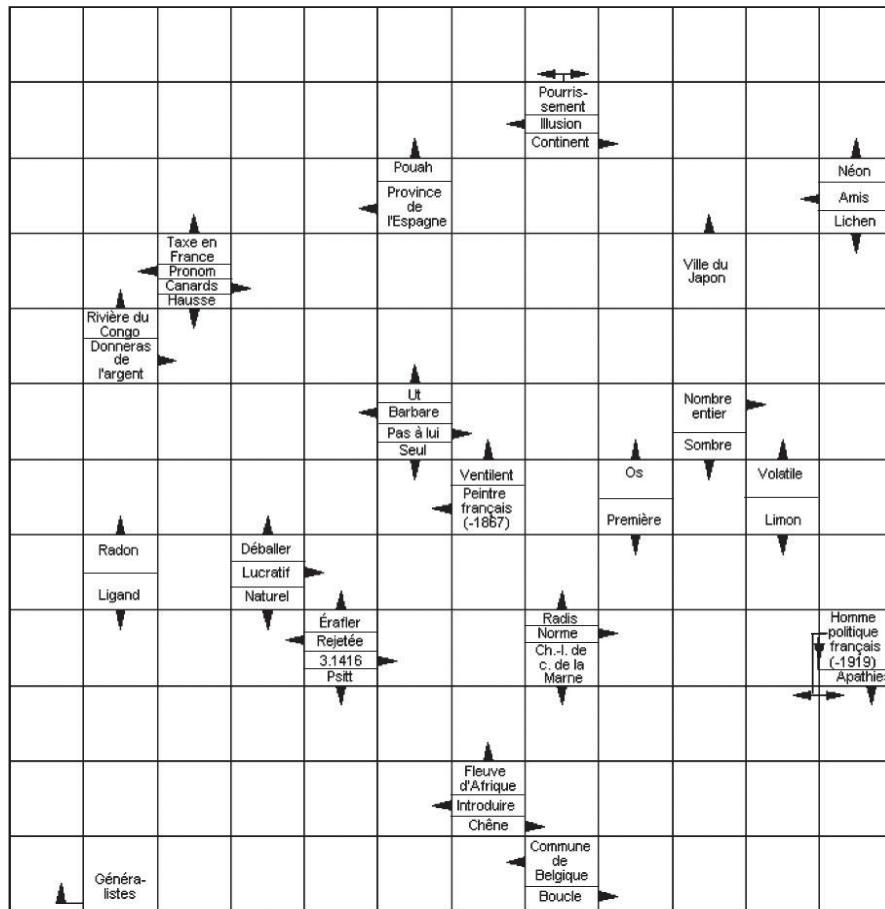 Pourris-
sement
Illusion
Continent
Pouah
Province
de
l'Espagne
Néon
Amis
Lichen
Taxe en
France
Pronom
Canards
Hausse
Ville du
Japon
Rivière du
Congo
Donneras
de
l'argent
Ut
Barbare
Pas à lui
Seul
Nombre
entier
Sombre
Ventilent
Peintre
français
(-1867)
Os
Première
Volatile
Limon
Radon
Ligand
Déballer
Lucratif
Naturel
Érafler
Rejetée
3.1416
Psitt
Radis
Norme
Ch.-l. de
c. de la
Marne
Homme
politique
français
(-1919)
Apathies
Fleuve
d'Afrique
Introduire
Chêne
Commune
de
Belgique
Boucle
Généra-
listes